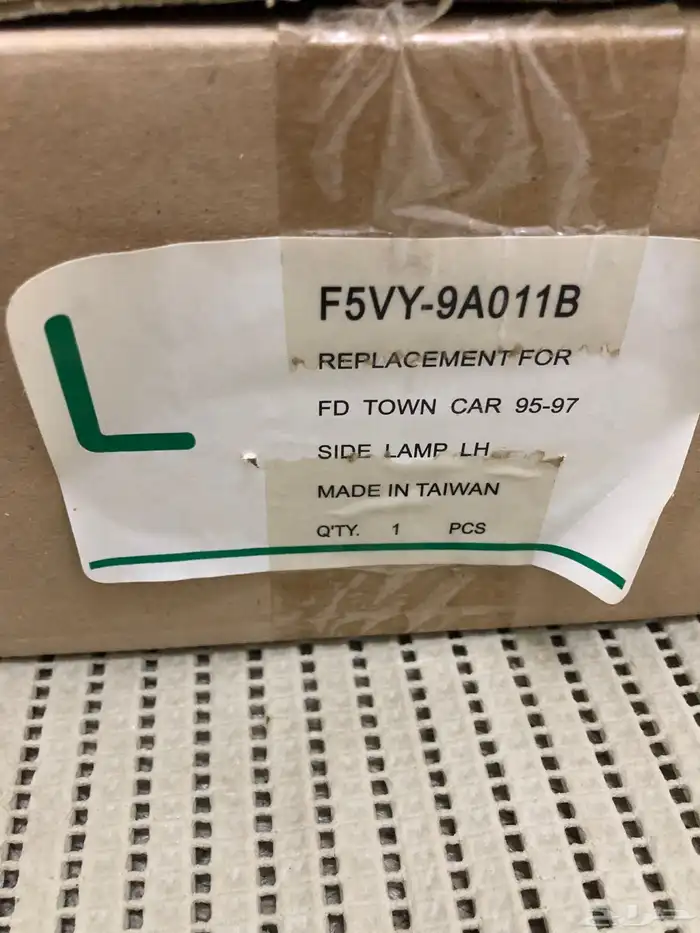 L
F5VY-9A011B
REPLACEMENT FOR
FD TOWN CAR 95-97
SIDE LAMP LH
MADE IN TAIWAN
Q'TY. 1 PCS